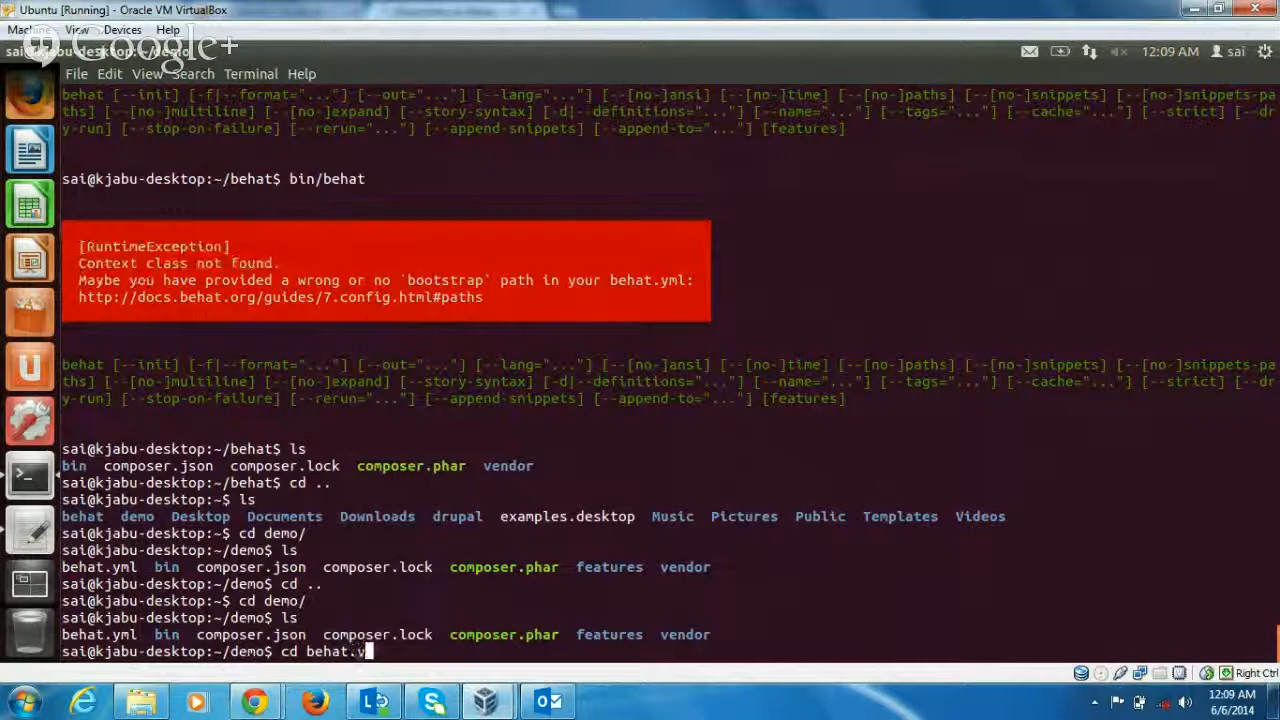 Ubuntu [Running] - Oracle VM VirtualBox
Machine View Devices Help
Google+
12:09 AM sai
File Edit View Search Terminal Help
behat [--init] [-f|--format="..."] [--out="..."] [--lang="..."] [--[no-]ansi] [--[no-]time] [--[no-]paths] [--[no-]snippets] [--[no-]snippets-pa
ths] [--[no-]multiline] [--[no-]expand] [--story-syntax] [-d|--definitions="..."] [--name="..."] [--tags="..."] [--cache="..."] [--strict] [--dr
y-run] [--stop-on-failure] [--rerun="..."] [--append-snippets] [--append-to="..."] [features]
sai@kjabu-desktop:~/behat$ bin/behat
[RuntimeException]
Context class not found.
Maybe you have provided a wrong or no `bootstrap` path in your behat.yml:
http://docs.behat.org/guides/7.config.html#paths
behat [--init] [-f|--format="..."] [--out="..."] [--lang="..."] [--[no-]ansi] [--[no-]time] [--[no-]paths] [--[no-]snippets] [--[no-]snippets-pa
ths] [--[no-]multiline] [--[no-]expand] [--story-syntax] [-d|--definitions="..."] [--name="..."] [--tags="..."] [--cache="..."] [--strict] [--dr
y-run] [--stop-on-failure] [--rerun="..."] [--append-snippets] [--append-to="..."] [features]
sai@kjabu-desktop:~/behat$ ls
bin composer.json composer.lock composer.phar vendor
sai@kjabu-desktop:~/behat$ cd ..
sai@kjabu-desktop:~$ ls
behat demo Desktop Documents Downloads drupal examples.desktop Music Pictures Public Templates Videos
sai@kjabu-desktop:~$ cd demo/
sai@kjabu-desktop:~/demo$ ls
behat.yml bin composer.json composer.lock composer.phar features vendor
sai@kjabu-desktop:~/demo$ cd ..
sai@kjabu-desktop:~$ cd demo/
sai@kjabu-desktop:~/demo$ ls
behat.yml bin composer.json composer.lock composer.phar features vendor
sai@kjabu-desktop:~/demo$ cd behat.y
Right Ctrl
12:09 AM
6/6/2014